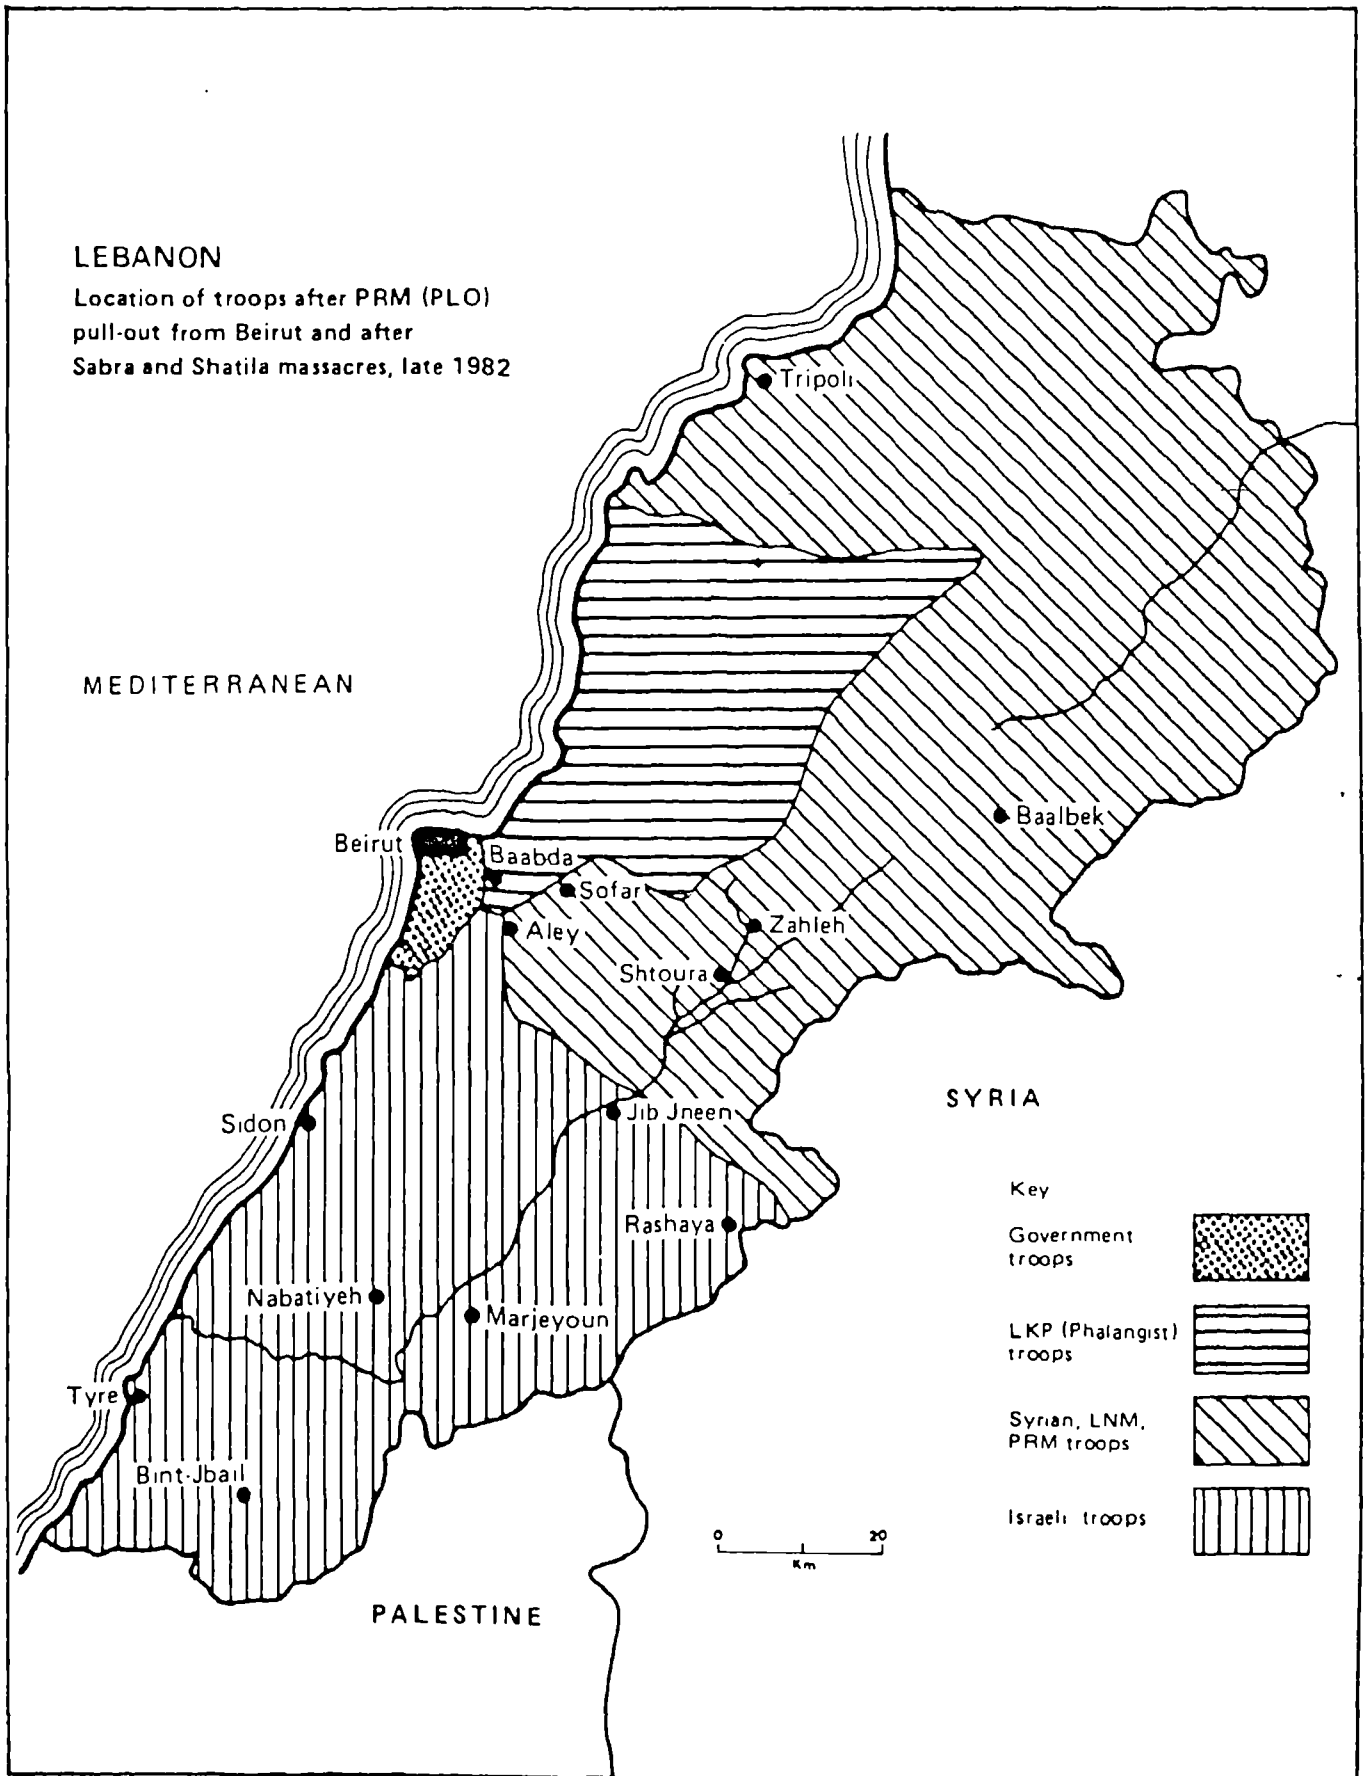 LEBANON
Location of troops after PRM (PLO)
pull-out from Beirut and after
Sabra and Shatila massacres, late 1982
Tripoli
MEDITERRANEAN
Baalbek
Beirut
Baabda
Sofar
Aley
Zahleh
Shtoura
SYRIA
Sidon
Jib Jneen
Key
Rashaya
Government
troops
Nabatiyeh
Marjeyoun
LKP (Phalangist)
troops
Tyre
Syrian, LNM,
PRM troops
Bint-Jbail
Israeli troops
0 20
Km
PALESTINE